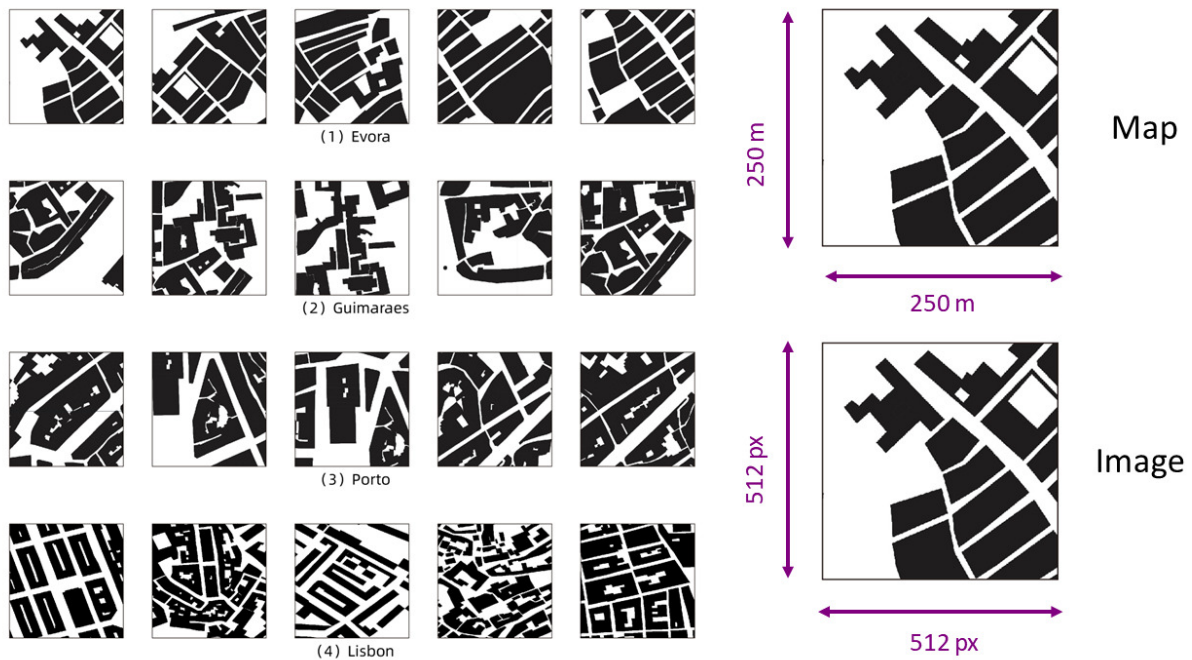 (1) Evora
(2) Guimaraes
(3) Porto
(4) Lisbon
250 m
250 m
Map
512 px
512 px
Image